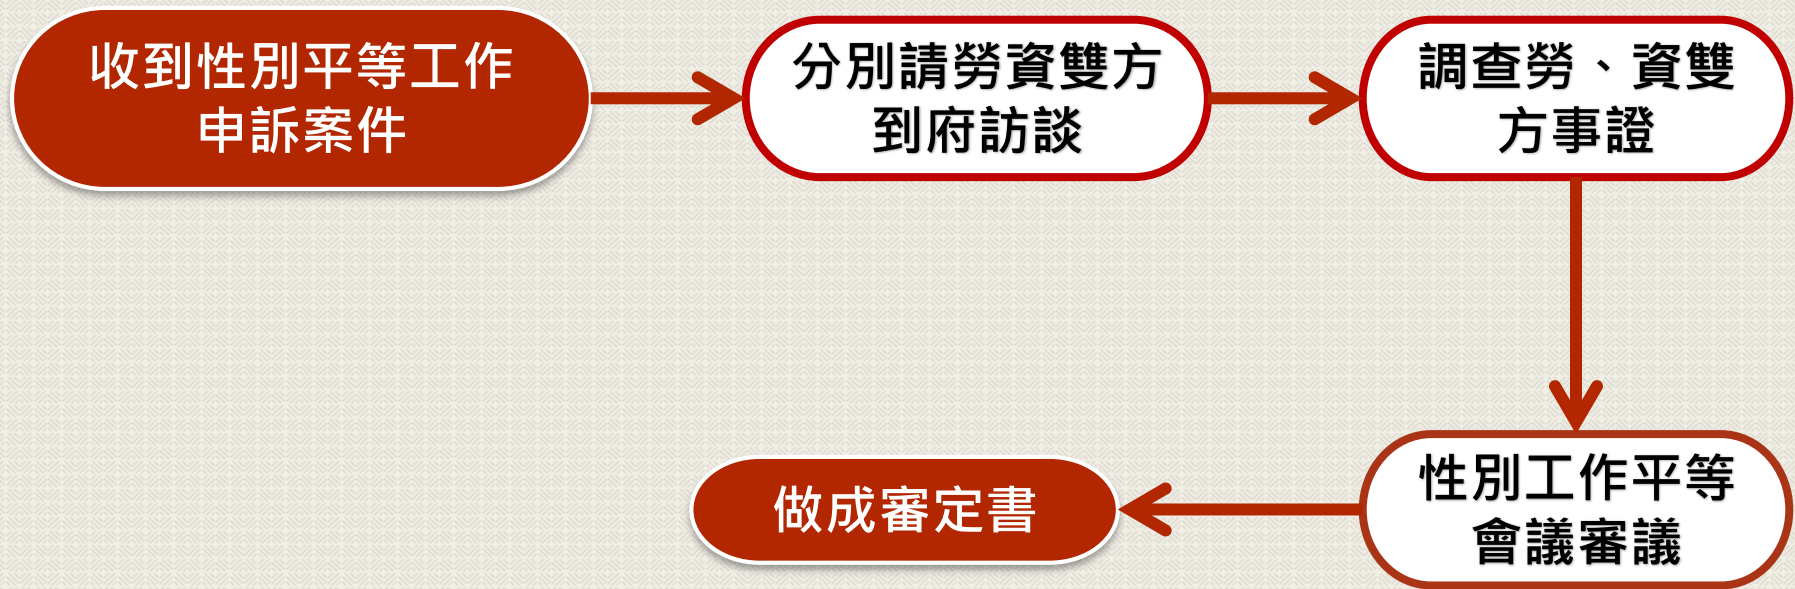 收到性別平等工作
申訴案件
分別請勞資雙方
到府訪談
調查勞、資雙
方事證
性別工作平等
會議審議
做成審定書